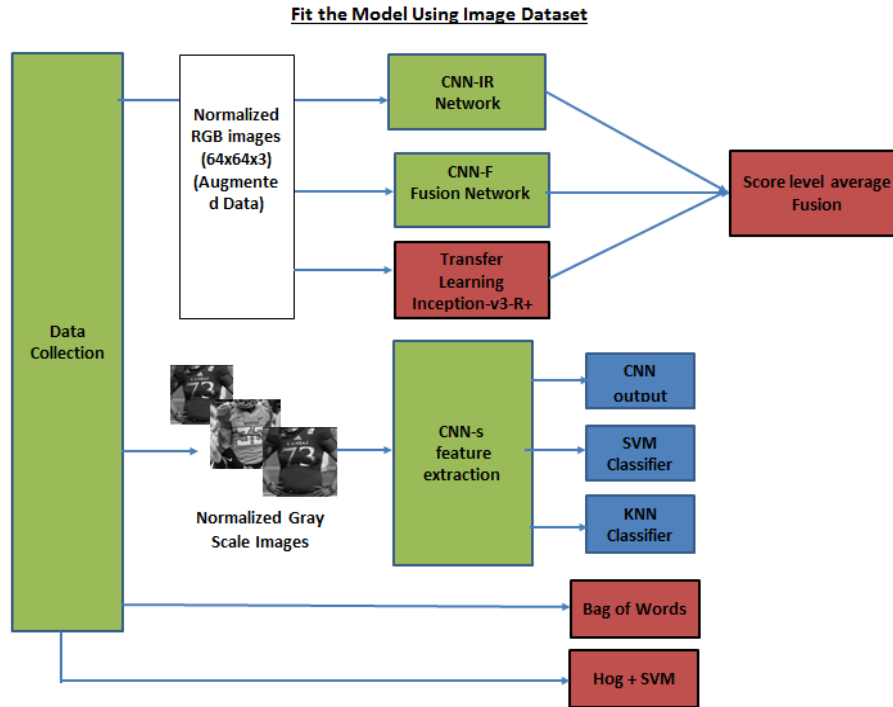 Fit the Model Using Image Dataset
Data
Collection
Normalized
RGB images
(64x64x3)
(Augmente
d Data)
CNN-IR
Network
CNN-F
Fusion Network
Transfer
Learning
Inception-v3-R+
Score level average
Fusion
73
73
Normalized Gray
Scale Images
CNN-s
feature
extraction
CNN
output
SVM
Classifier
KNN
Classifier
Bag of Words
Hog + SVM